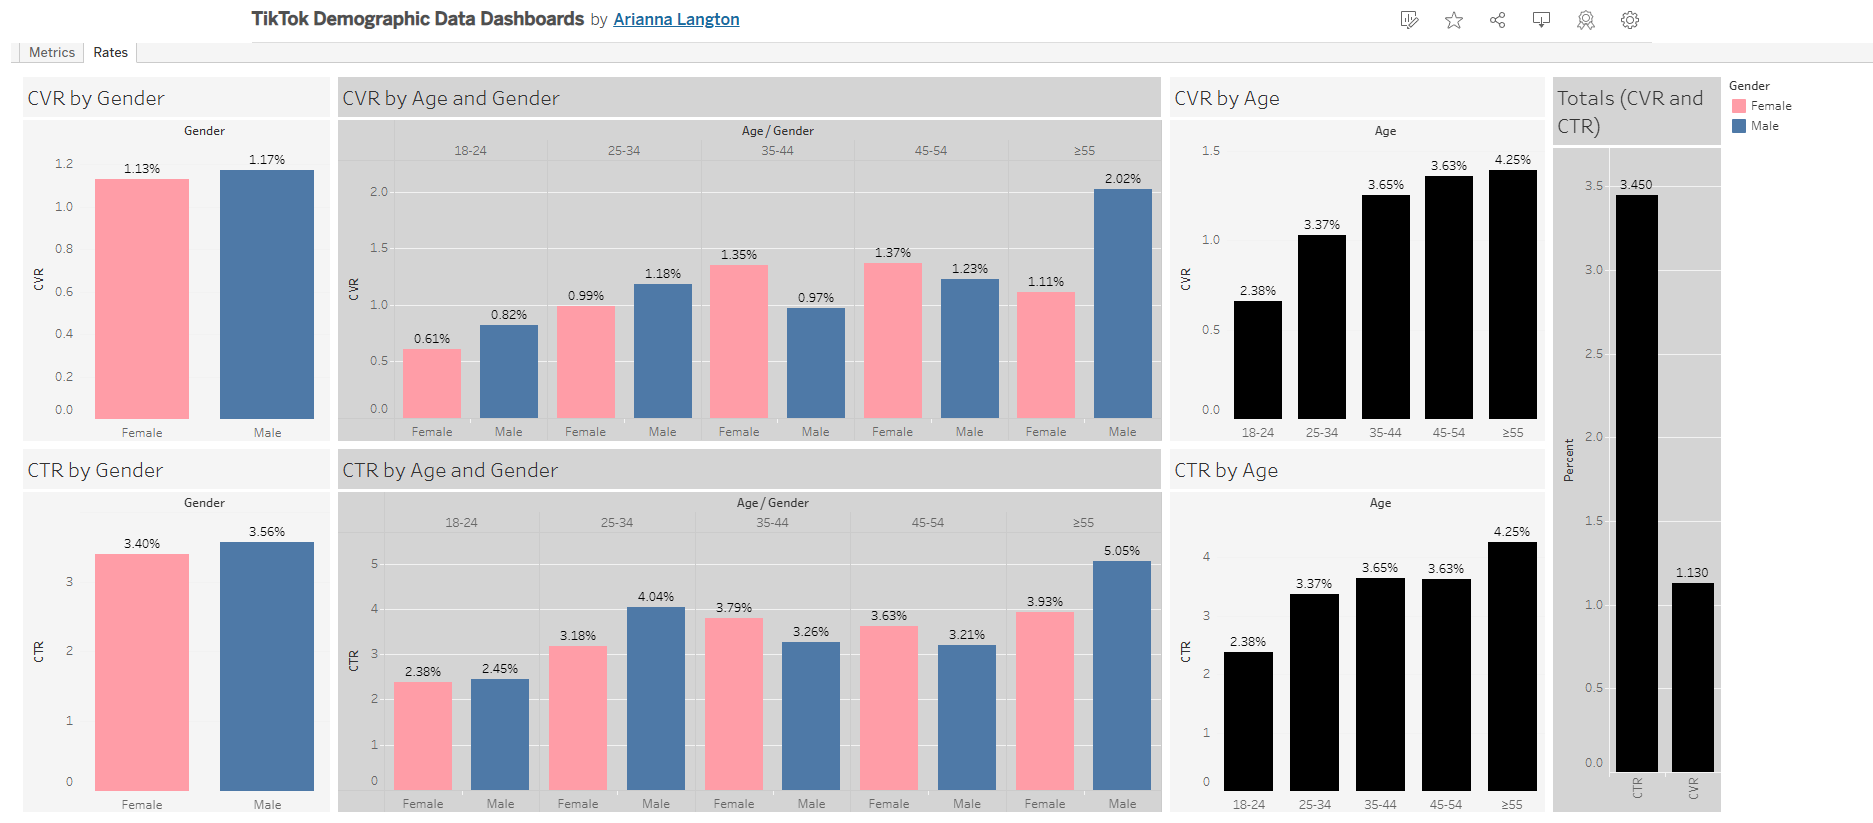 TikTok Demographic Data Dashboards by Arianna Langton
Metrics Rates
CVR by Gender
Gender
1.2
1.0
0.8
0.6
0.4
0.2
0.0
CVR
1.13%
1.17%
Female Male
CVR by Age and Gender
Age / Gender
18-24 25-34 35-44 45-54 ≥55
2.0
1.5
1.0
0.5
0.0
CVR
0.61% 0.82% 0.99% 1.18% 1.35% 0.97% 1.37% 1.23% 1.11% 2.02%
Female Male Female Male Female Male Female Male Female Male
CVR by Age
Age
1.5
1.0
0.5
0.0
CVR
2.38% 3.37% 3.65% 3.63% 4.25%
18-24 25-34 35-44 45-54 ≥55
Totals (CVR and
CTR)
3.5
3.0
2.5
2.0
1.5
1.0
0.5
0.0
Percent
3.450
1.130
CTR
CVR
Gender
Female
Male
CTR by Gender
Gender
3
2
1
0
CTR
3.40%
3.56%
Female Male
CTR by Age and Gender
Age / Gender
18-24 25-34 35-44 45-54 ≥55
5
4
3
2
1
0
CTR
2.38% 2.45% 3.18% 4.04% 3.79% 3.26% 3.63% 3.21% 3.93% 5.05%
Female Male Female Male Female Male Female Male Female Male
CTR by Age
Age
4
3
2
1
0
CTR
2.38% 3.37% 3.65% 3.63% 4.25%
18-24 25-34 35-44 45-54 ≥55